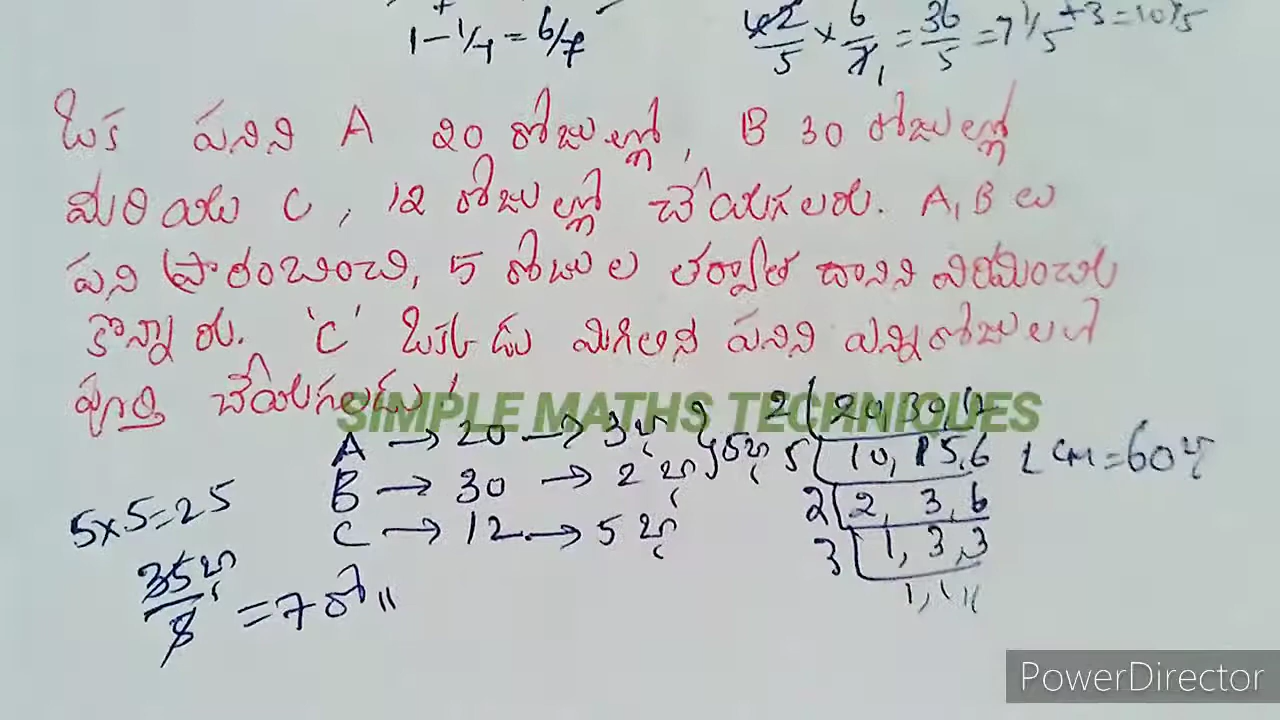 1 - 1/7 = 6/7
42/5 × 6/7 = 36/5 = 7 1/5 + 3 = 10 1/5
ఒక పనిని A 20 రోజుల్లో, B 30 రోజుల్లో
మరియు C, 12 రోజుల్లో చేయగలరు. A, B లు
పని ప్రారంభించి, 5 రోజుల తర్వాత దానిని విరమించు
కొన్నారు. 'C' ఒక్కడు మిగిలిన పనిని ఎన్ని రోజులలో
పూర్తి చేయగలడు?
SIMPLE MATHS TECHNIQUES
A → 20 → 3 భా
B → 30 → 2 భా } 5 భా
C → 12 → 5 భా
2 | 20, 30, 12
5 | 10, 15, 6 LCM = 60 భా
2 | 2, 3, 6
3 | 1, 3, 3
1, 1, 1
5×5=25
35 భా/5 = 7 రో॥
PowerDirector